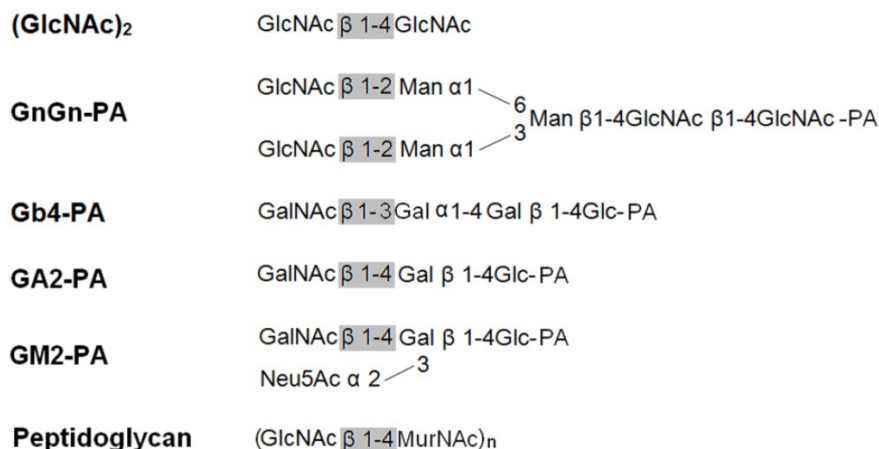 (GlcNAc)₂ GlcNAc β 1-4 GlcNAc
GlcNAc β 1-2 Man α1
GnGn-PA 6 Man β1-4GlcNAc β1-4GlcNAc -PA
3
GlcNAc β 1-2 Man α1
Gb4-PA GalNAc β 1-3 Gal α1-4 Gal β 1-4Glc-PA
GA2-PA GalNAc β 1-4 Gal β 1-4Glc-PA
GalNAc β 1-4 Gal β 1-4Glc-PA
GM2-PA 3
Neu5Ac α 2
Peptidoglycan (GlcNAc β 1-4 MurNAc)n